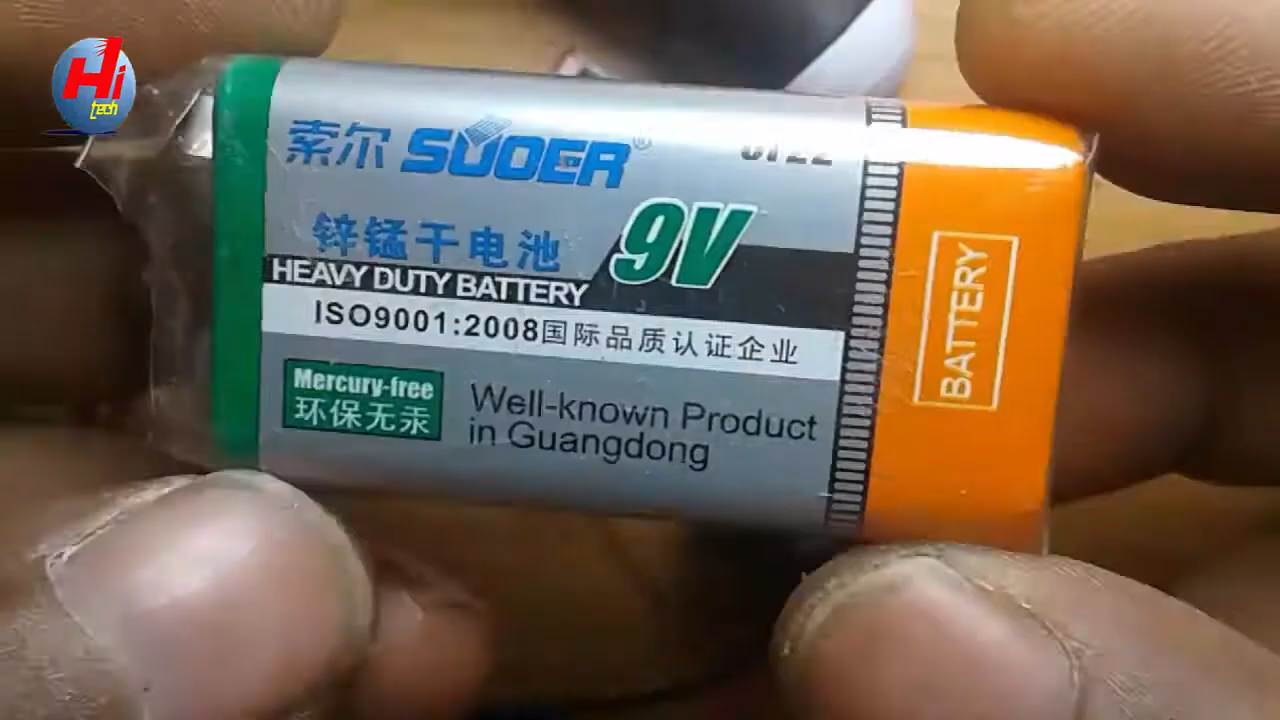 Hi
tech
索尔 SUOER®
锌锰干电池
9V
HEAVY DUTY BATTERY
ISO9001:2008国际品质认证企业
Mercury-free
环保无汞
Well-known Product
in Guangdong
BATTERY